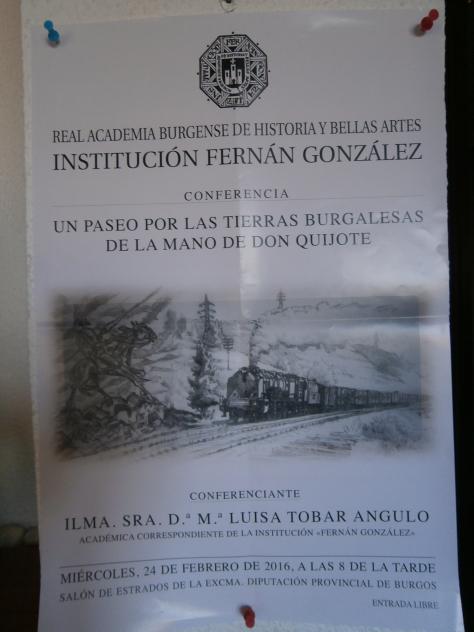 REAL ACADEMIA BURGENSE DE HISTORIA Y BELLAS ARTES
INSTITUCIÓN FERNÁN GONZÁLEZ
CONFERENCIA
UN PASEO POR LAS TIERRAS BURGALESAS
DE LA MANO DE DON QUIJOTE
CONFERENCIANTE
ILMA. SRA. D.ª M.ª LUISA TOBAR ANGULO
ACADÉMICA CORRESPONDIENTE DE LA INSTITUCIÓN «FERNÁN GONZÁLEZ»
MIÉRCOLES, 24 DE FEBRERO DE 2016, A LAS 8 DE LA TARDE
SALÓN DE ESTRADOS DE LA EXCMA. DIPUTACIÓN PROVINCIAL DE BURGOS
ENTRADA LIBRE